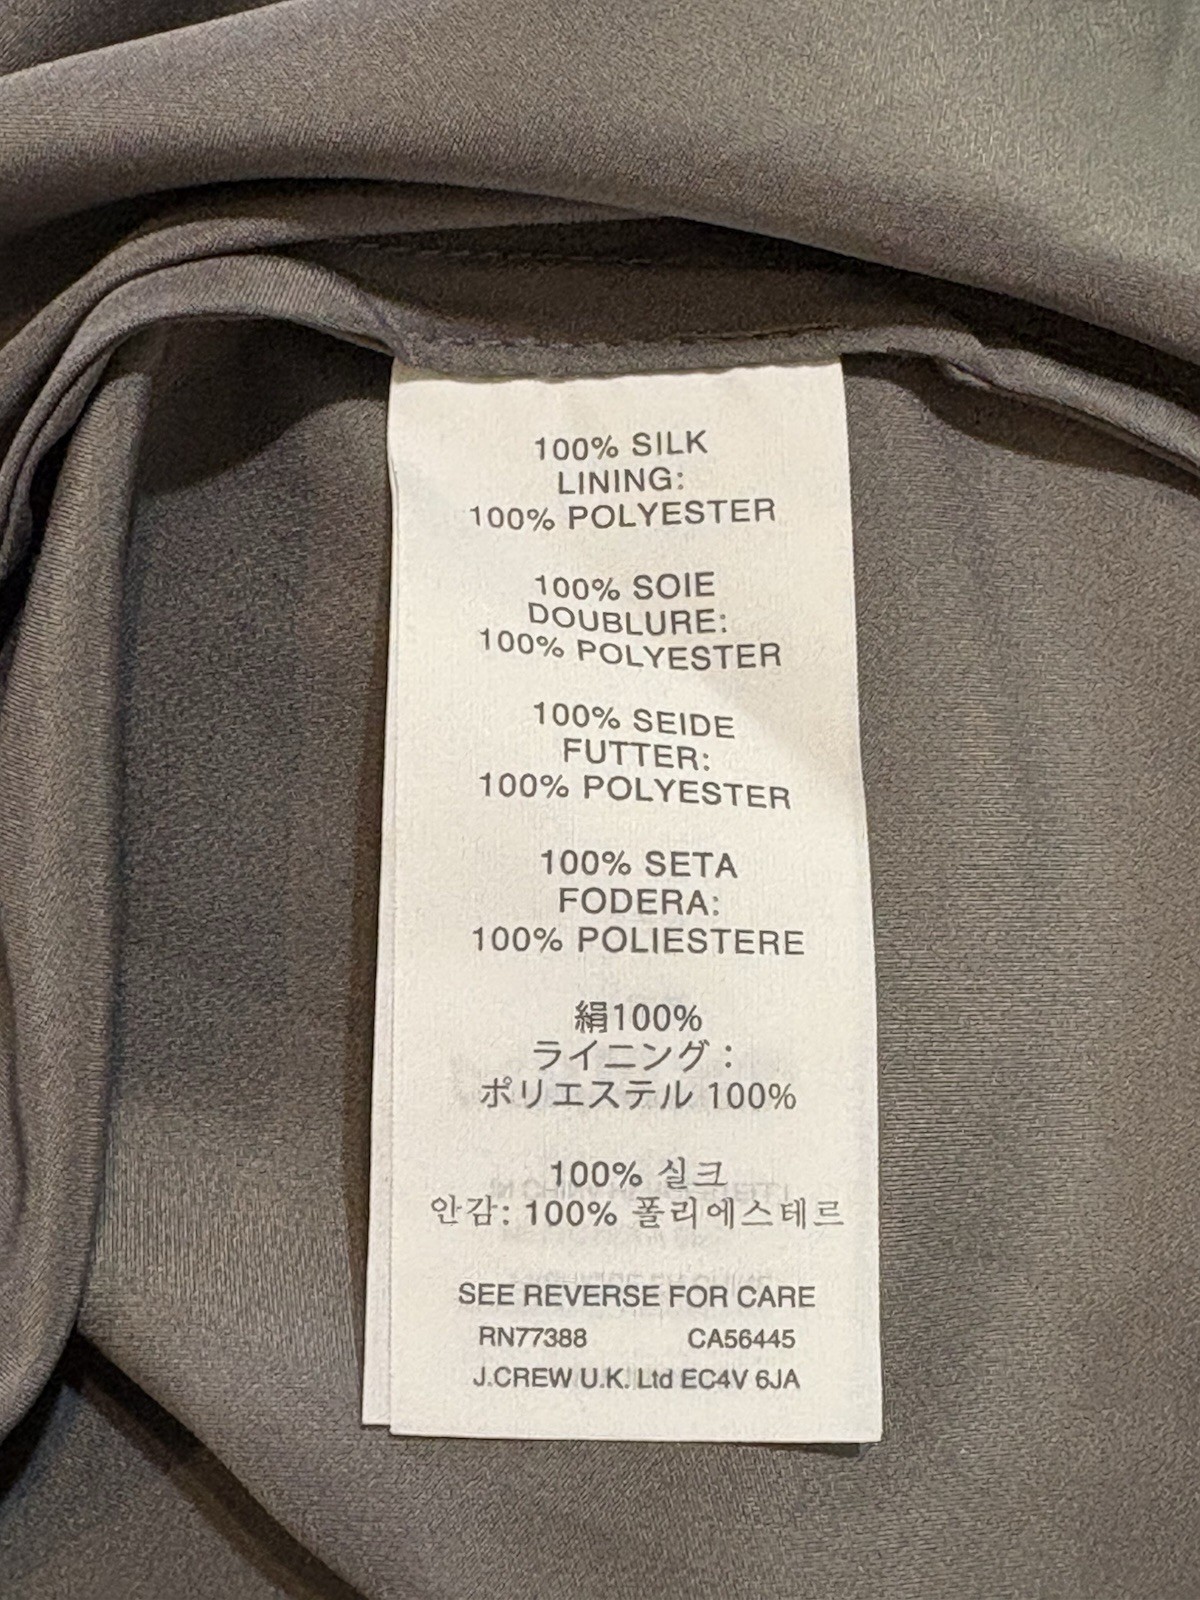 100% SILK
LINING:
100% POLYESTER
100% SOIE
DOUBLURE:
100% POLYESTER
100% SEIDE
FUTTER:
100% POLYESTER
100% SETA
FODERA:
100% POLIESTERE
絹100%
ライニング：
ポリエステル 100%
100% 실크
안감: 100% 폴리에스테르
SEE REVERSE FOR CARE
RN77388 CA56445
J.CREW U.K. Ltd EC4V 6JA